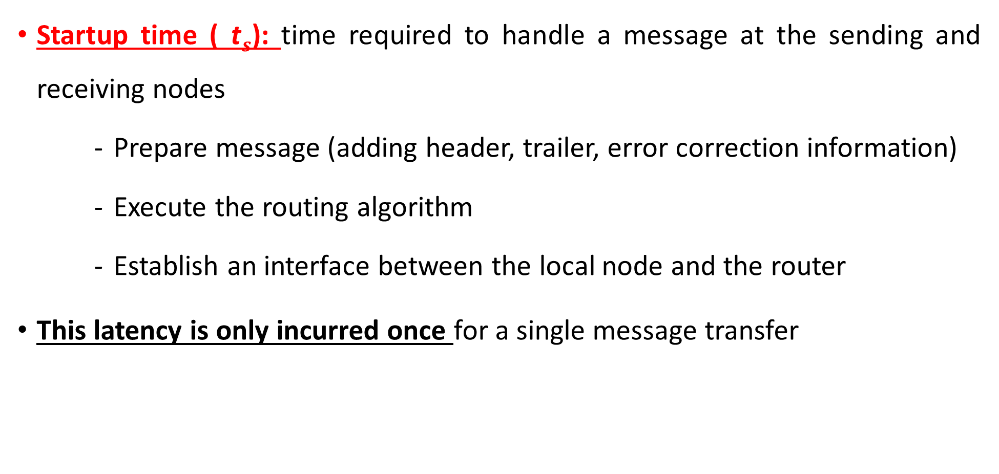 • Startup time ( tₛ): time required to handle a message at the sending and
receiving nodes
- Prepare message (adding header, trailer, error correction information)
- Execute the routing algorithm
- Establish an interface between the local node and the router
• This latency is only incurred once for a single message transfer